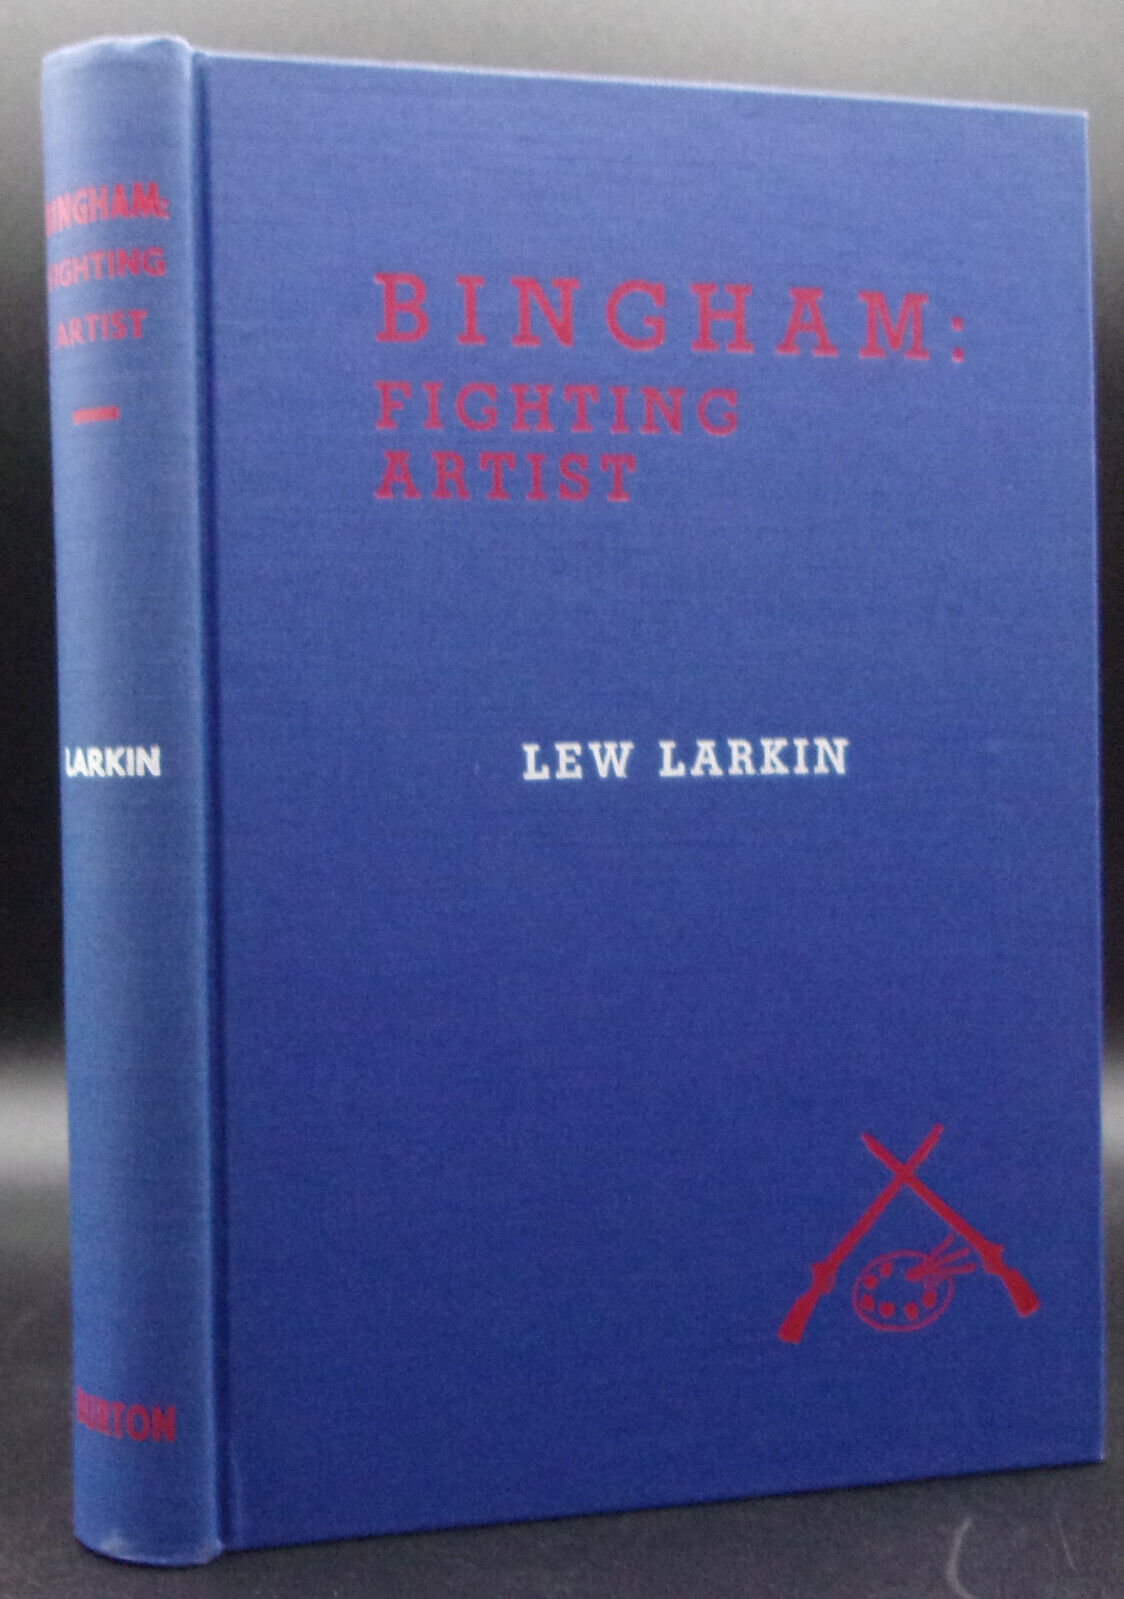 BINGHAM:
FIGHTING
ARTIST
LARKIN
BURTON
BINGHAM:
FIGHTING
ARTIST
LEW LARKIN